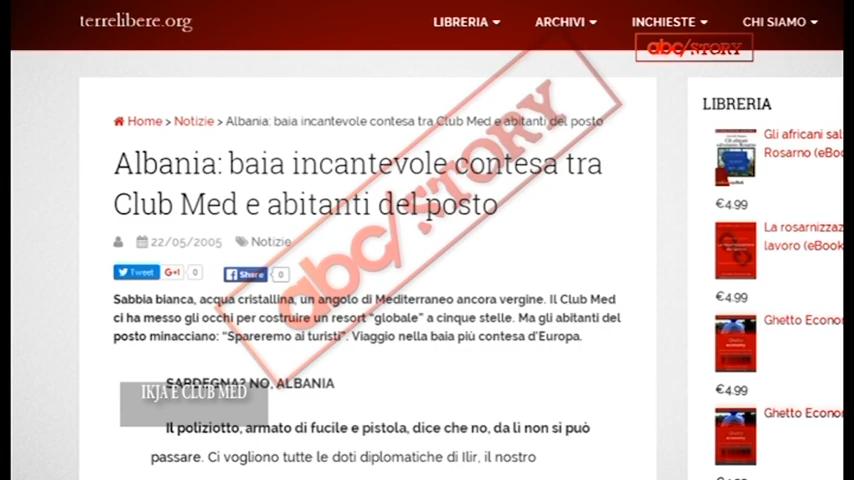 terrelibere.org
LIBRERIA ARCHIVI INCHIESTE CHI SIAMO
abc/STORY
LIBRERIA
Home > Notizie > Albania: baia incantevole contesa tra Club Med e abitanti del posto
Albania: baia incantevole contesa tra
Club Med e abitanti del posto
22/05/2005 Notizie
Tweet G+1 0 Share 0
Sabbia bianca, acqua cristallina, un angolo di Mediterraneo ancora vergine. Il Club Med
ci ha messo gli occhi per costruire un resort “globale” a cinque stelle. Ma gli abitanti del
posto minacciano: “Spareremo ai turisti”. Viaggio nella baia più contesa d’Europa.
SARDEGNA? NO, ALBANIA
IKJA E CLUB MED
Il poliziotto, armato di fucile e pistola, dice che no, da lì non si può
passare. Ci vogliono tutte le doti diplomatiche di Ilir, il nostro
abc/STORY
Gli africani sal
Rosarno (eBoo
€4.99
La rosarnizzaz
lavoro (eBook
€4.99
Ghetto Econor
€4.99
Ghetto Econor